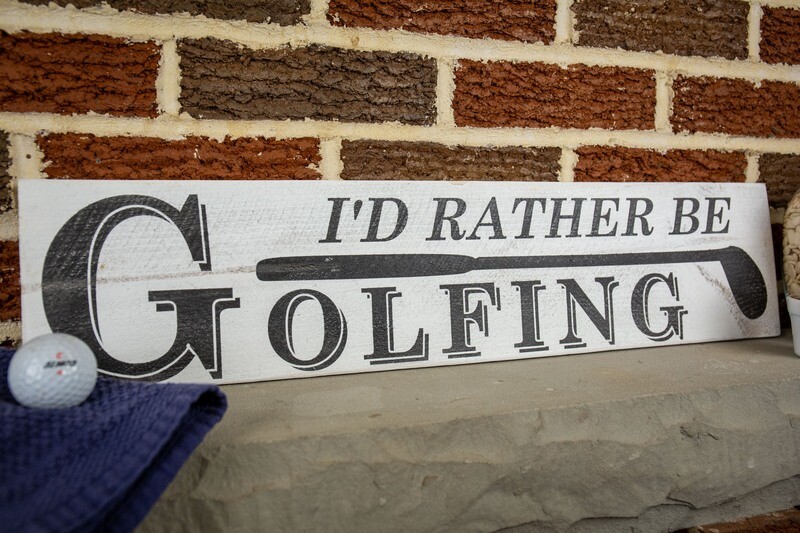 I'D RATHER BE
GOLFING